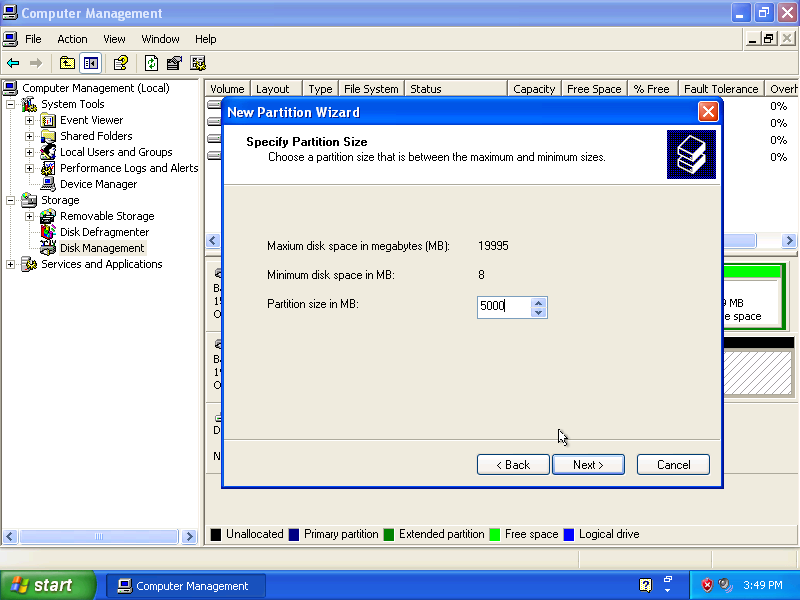 Computer Management
File Action View Window Help
Computer Management (Local)
System Tools
Event Viewer
Shared Folders
Local Users and Groups
Performance Logs and Alerts
Device Manager
Storage
Removable Storage
Disk Defragmenter
Disk Management
Services and Applications
Volume Layout Type File System Status Capacity Free Space % Free Fault Tolerance Overh
0%
0%
0%
0%
New Partition Wizard
Specify Partition Size
Choose a partition size that is between the maximum and minimum sizes.
Maxium disk space in megabytes (MB): 19995
Minimum disk space in MB: 8
Partition size in MB: 5000
< Back Next > Cancel
Ba
19
O
9 MB
e space
Ba
19
O
D
N
Unallocated Primary partition Extended partition Free space Logical drive
start Computer Management 3:49 PM